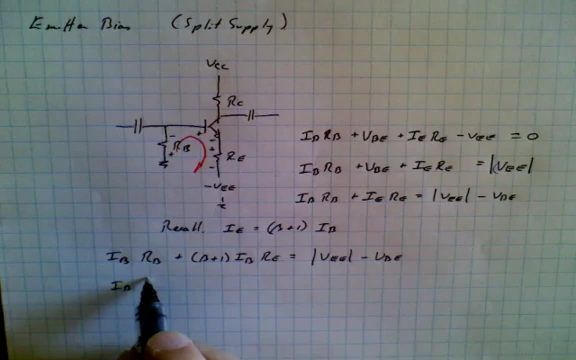 Emitter Bias (Split Supply)
VCC
RC
RB
RE
-VEE
IB RB + VBE + IE RE - VEE = 0
IB RB + VBE + IE RE = |VEE|
IB RB + IE RE = |VEE| - VBE
Recall IE = (β+1) IB
IB RB + (β+1) IB RE = |VEE| - VBE
IB